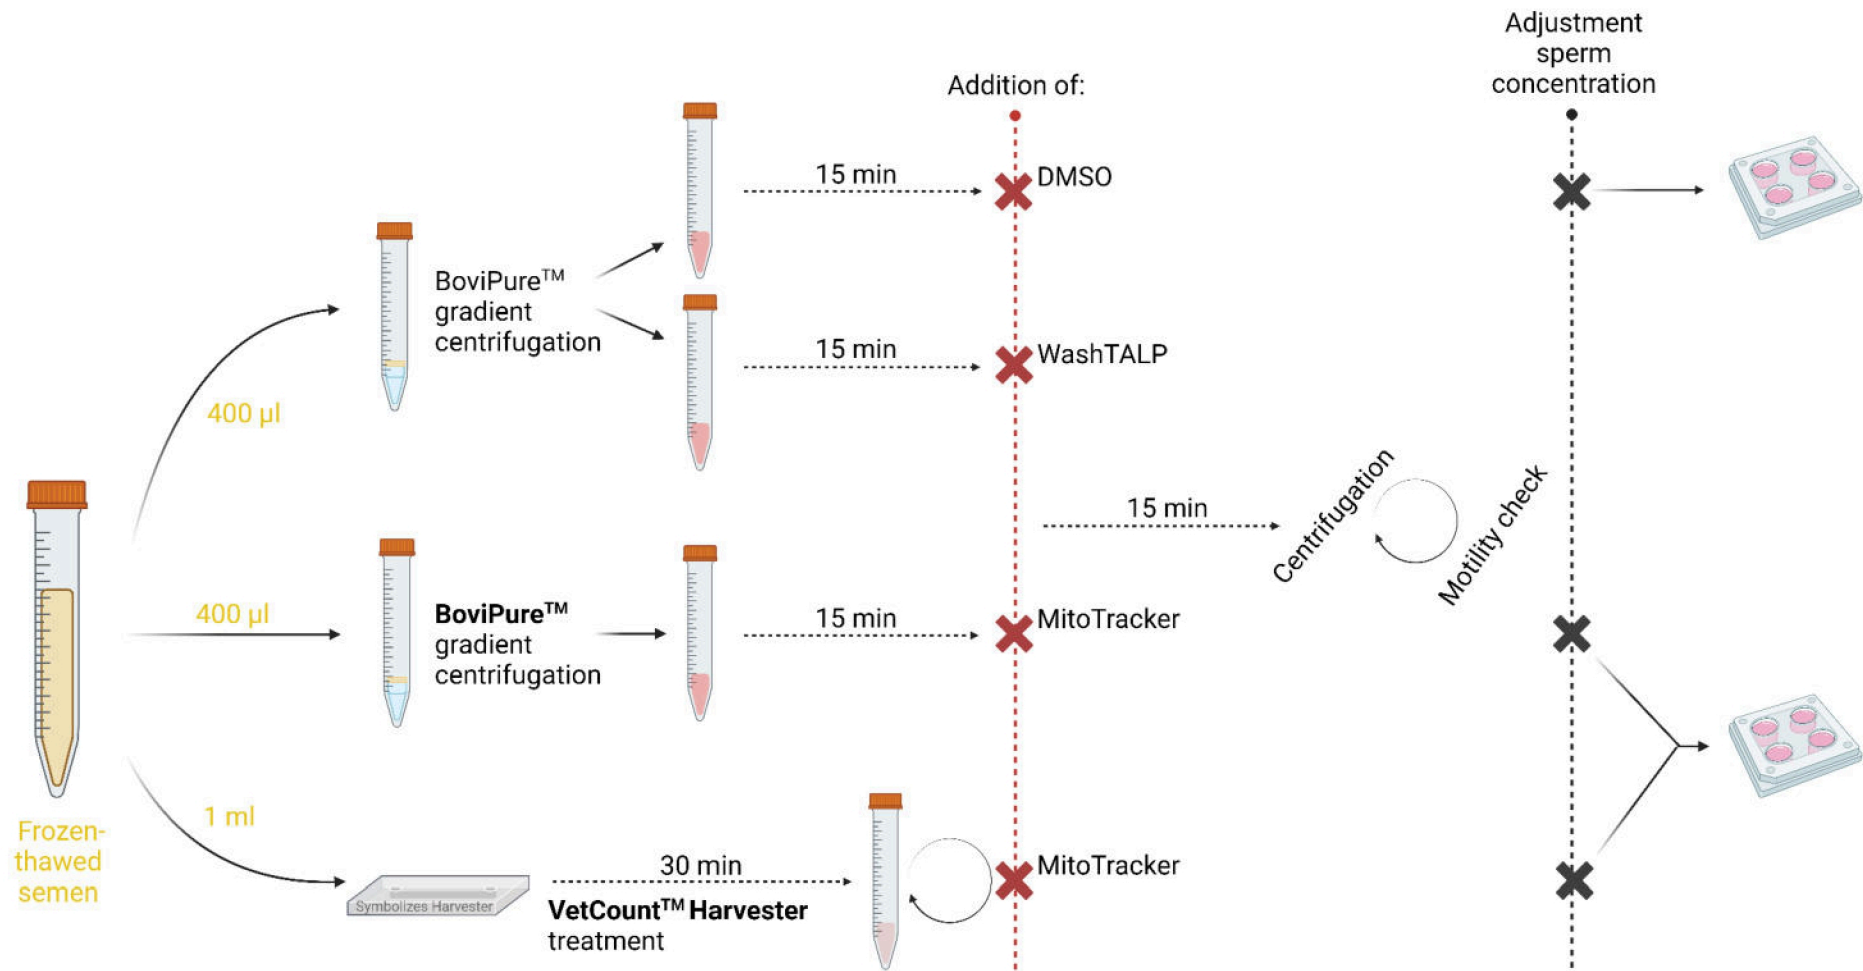 Adjustment
sperm
concentration
Addition of:
15 min
DMSO
BoviPure™
gradient
centrifugation
15 min
WashTALP
400 µl
Centrifugation
Motility check
15 min
400 µl
BoviPure™
gradient
centrifugation
15 min
MitoTracker
Frozen-
thawed
semen
1 ml
Symbolizes Harvester
30 min
VetCount™ Harvester
treatment
MitoTracker